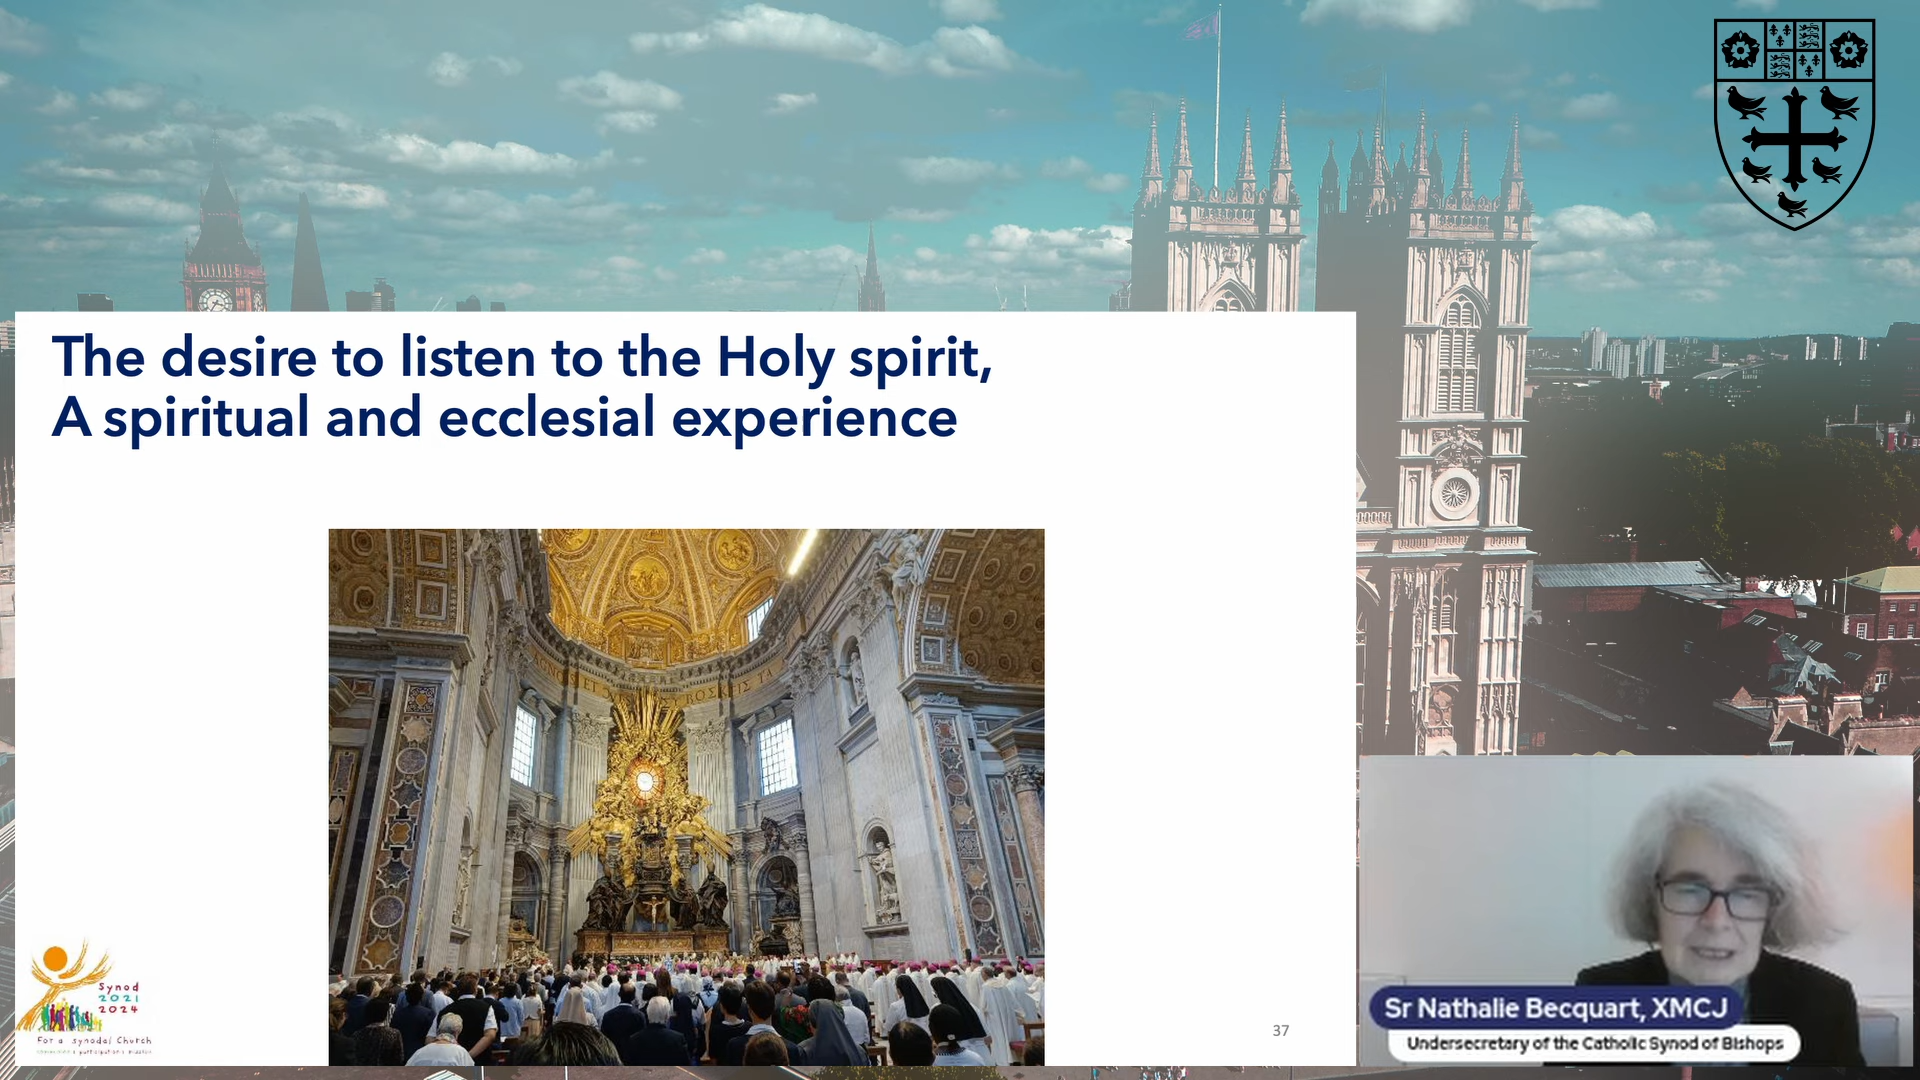 The desire to listen to the Holy spirit,
A spiritual and ecclesial experience
Synod
2021
2024
For a synodal Church
37
Sr Nathalie Becquart, XMCJ
Undersecretary of the Catholic Synod of Bishops